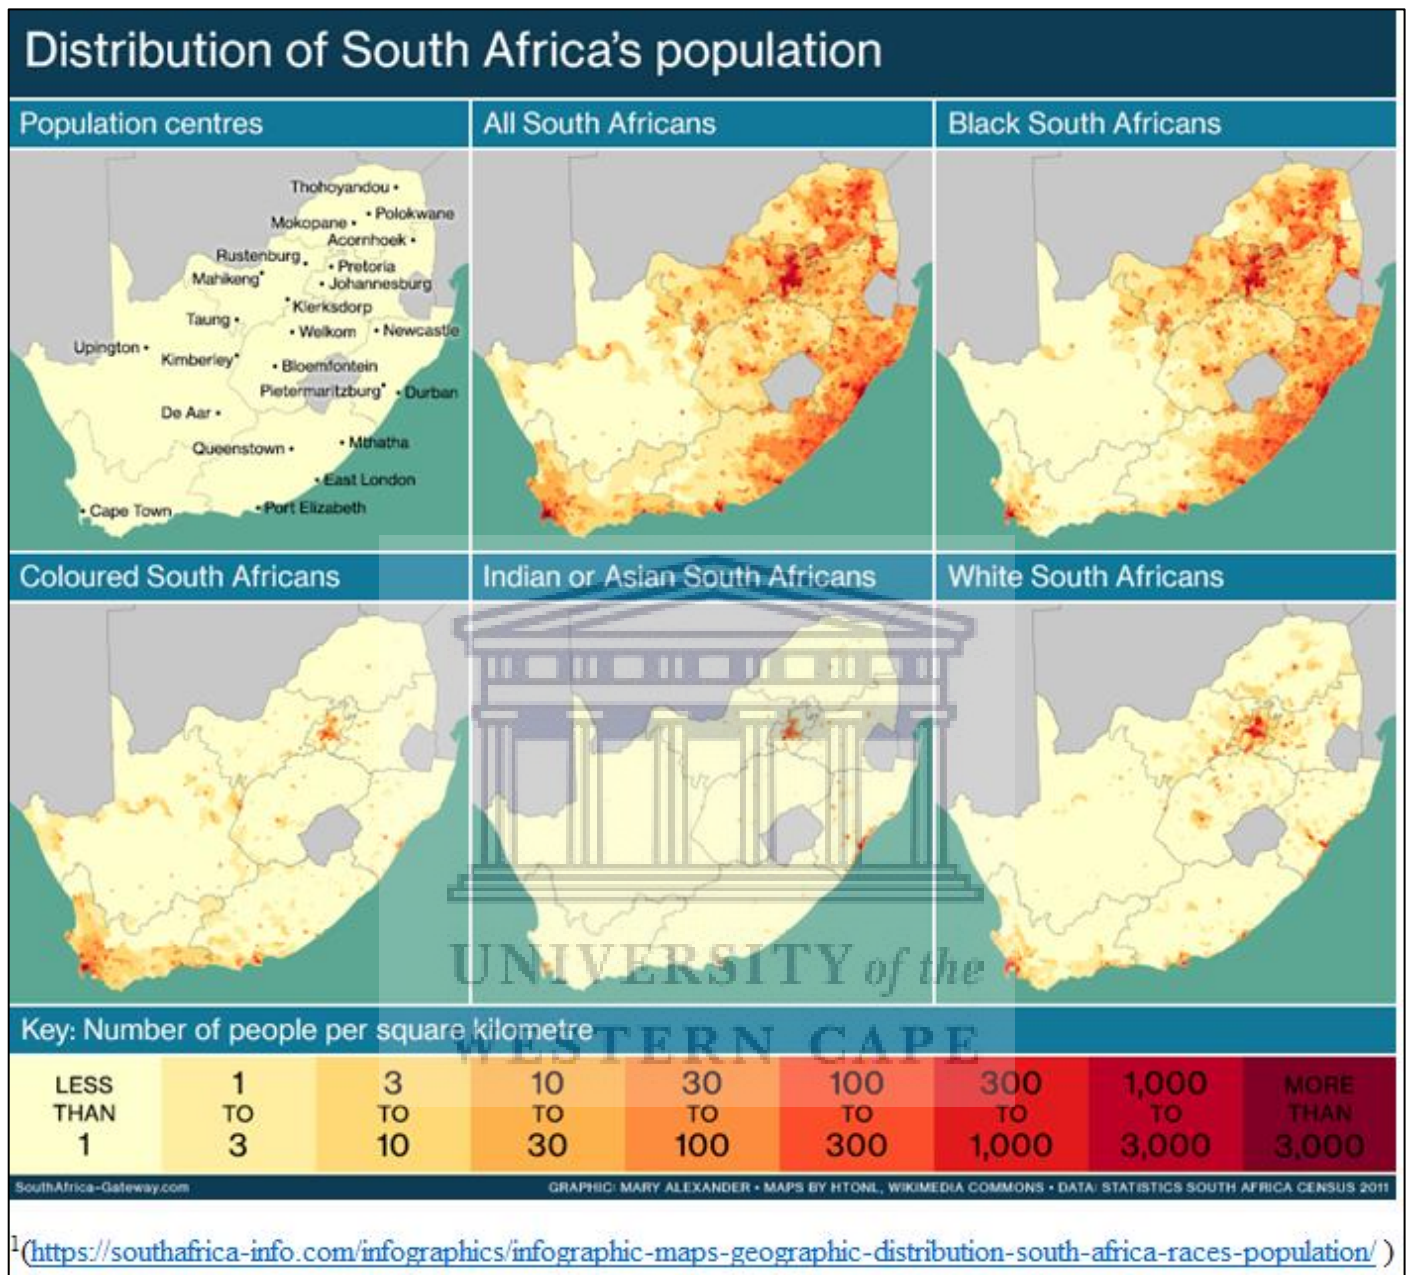 Distribution of South Africa's population
Population centres
Thohoyandou
Polokwane
Mokopane
Acornhoek
Rustenburg
Pretoria
Mahikeng
Johannesburg
Klerksdorp
Taung
Welkom
Newcastle
Upington
Kimberley
Bloemfontein
Pietermaritzburg
Durban
De Aar
Queenstown
Mthatha
East London
Cape Town
Port Elizabeth
All South Africans
Black South Africans
Coloured South Africans
Indian or Asian South Africans
White South Africans
UNIVERSITY of the
WESTERN CAPE
Key: Number of people per square kilometre
LESS THAN 1
1 TO 3
3 TO 10
10 TO 30
30 TO 100
100 TO 300
300 TO 1,000
1,000 TO 3,000
MORE THAN 3,000
SouthAfrica-Gateway.com
GRAPHIC: MARY ALEXANDER • MAPS BY HTONL, WIKIMEDIA COMMONS • DATA: STATISTICS SOUTH AFRICA CENSUS 2011
1(https://southafrica-info.com/infographics/infographic-maps-geographic-distribution-south-africa-races-population/ )